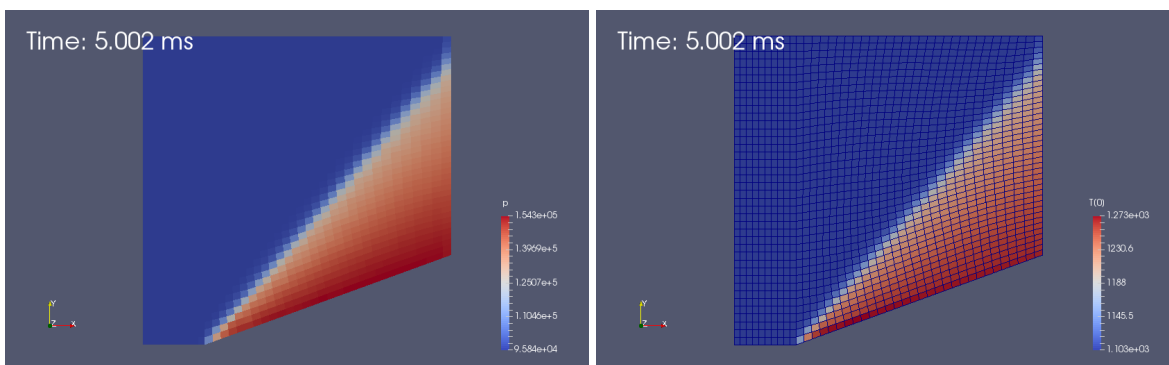 Time: 5.002 ms
p
1.543e+05
1.3969e+5
1.2507e+5
1.1046e+5
9.584e+04
Y
Z X
Time: 5.002 ms
T(0)
1.273e+03
1230.6
1188
1145.5
1.103e+03
Y
Z X